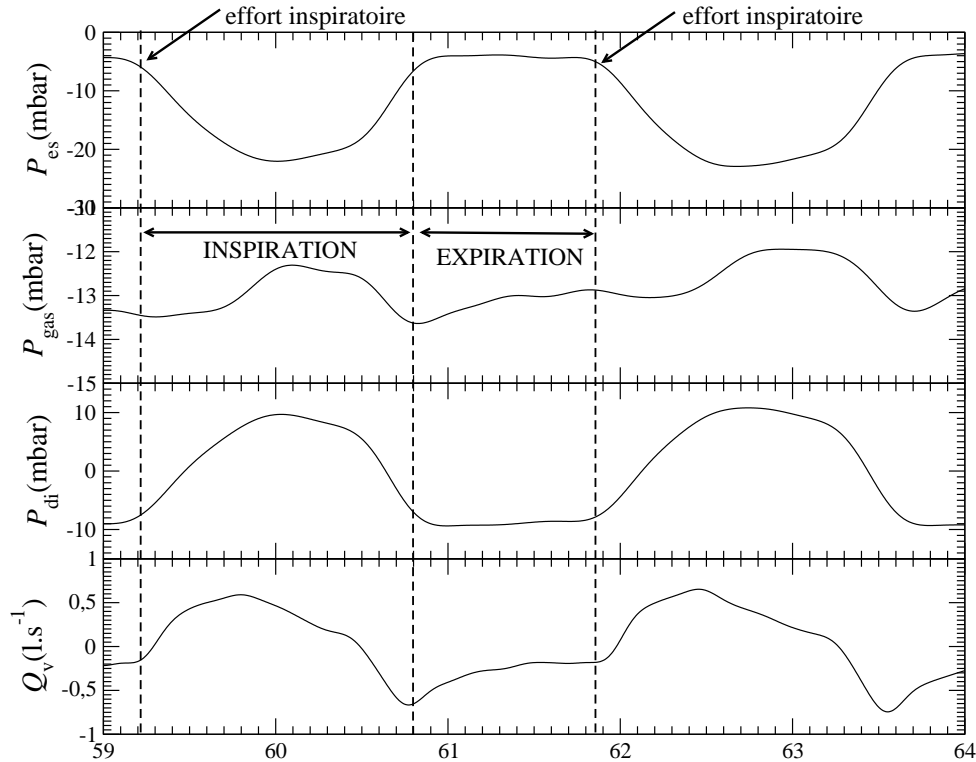 effort inspiratoire
effort inspiratoire
0
-10
-20
-30
P_es(mbar)
-11
INSPIRATION
EXPIRATION
-12
-13
-14
-15
P_gas(mbar)
10
0
-10
P_di(mbar)
1
1
0,5
0
-0,5
-1
Q_v(l.s^-1)
59 60 61 62 63 64